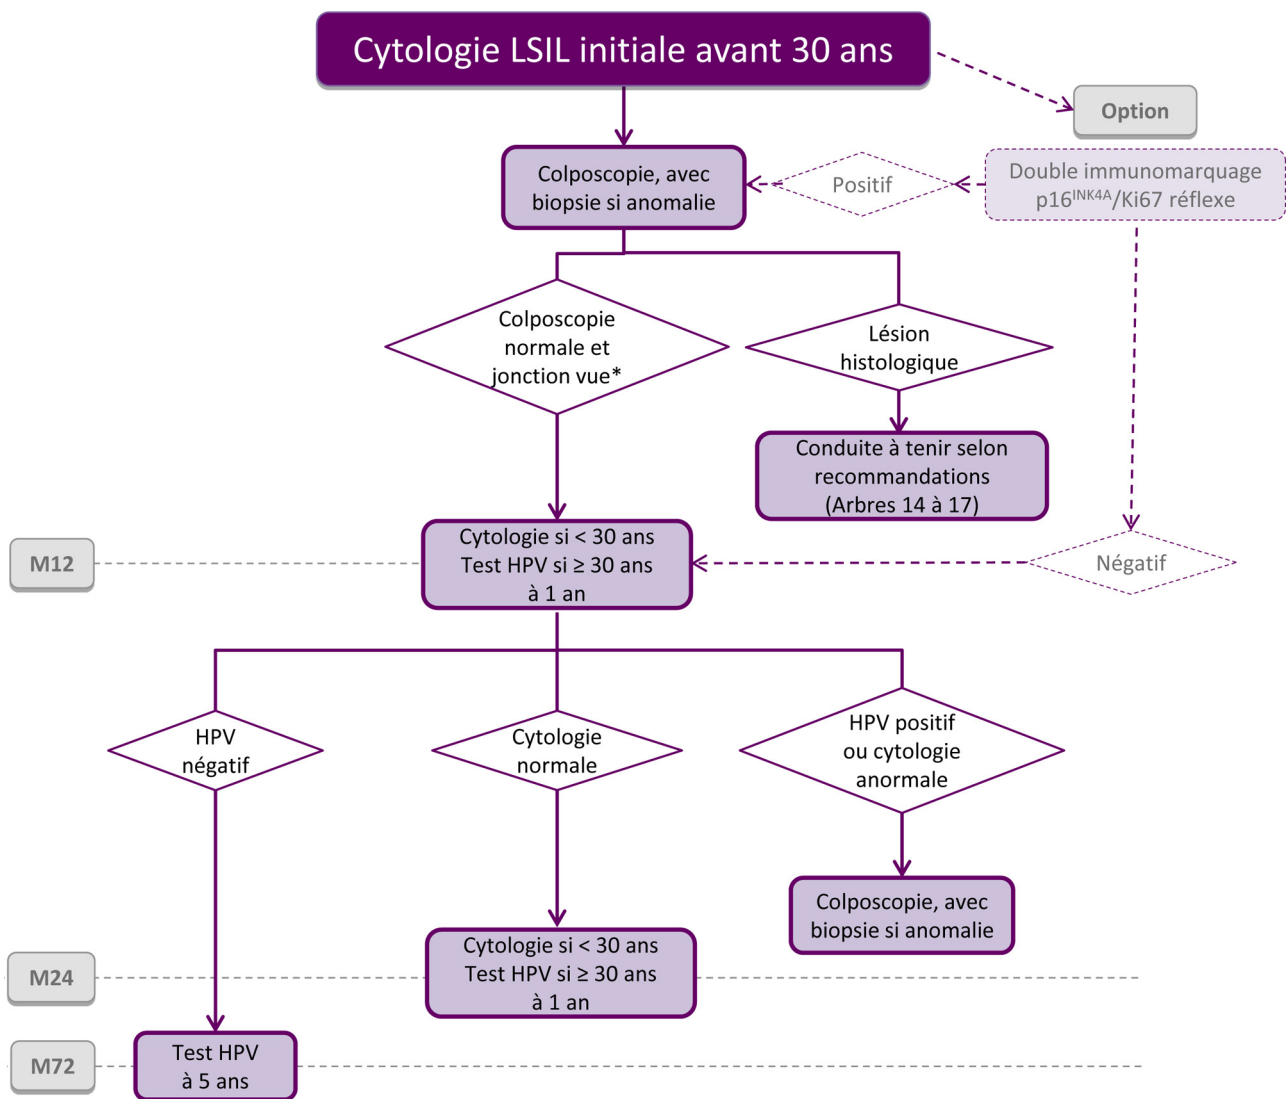 Cytologie LSIL initiale avant 30 ans
Option
Colposcopie, avec
biopsie si anomalie
Positif
Double immunomarquage
p16INK4A/Ki67 réflexe
Colposcopie
normale et
jonction vue*
Lésion
histologique
Conduite à tenir selon
recommandations
(Arbres 14 à 17)
M12
Cytologie si < 30 ans
Test HPV si ≥ 30 ans
à 1 an
Négatif
HPV
négatif
Cytologie
normale
HPV positif
ou cytologie
anormale
Colposcopie, avec
biopsie si anomalie
M24
Cytologie si < 30 ans
Test HPV si ≥ 30 ans
à 1 an
M72
Test HPV
à 5 ans